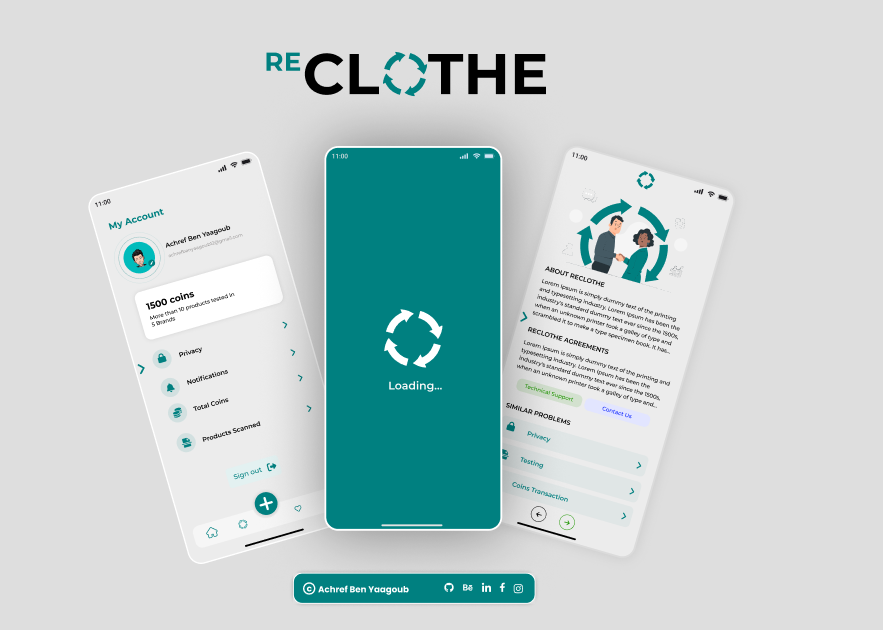 RECLOTHE
11:00
My Account
Achref Ben Yaagoub
1500 coins
More than 10 products tested in
5 Brands
Privacy
Notifications
Total Coins
Products Scanned
Sign out
11:00
Loading...
11:00
ABOUT RECLOTHE
Lorem Ipsum is simply dummy text of the printing
and typesetting industry. Lorem Ipsum has been the
industry's standard dummy text ever since the 1500s,
when an unknown printer took a galley of type and
scrambled it to make a type specimen book. It has...
RECLOTHE AGREEMENTS
Lorem Ipsum is simply dummy text of the printing and
typesetting industry. Lorem Ipsum has been the
industry's standard dummy text ever since the 1500s,
when an unknown printer took a galley of type and...
Technical Support
Contact Us
SIMILAR PROBLEMS
Privacy
Testing
Coins Transaction
© Achref Ben Yaagoub
Bē
in
f